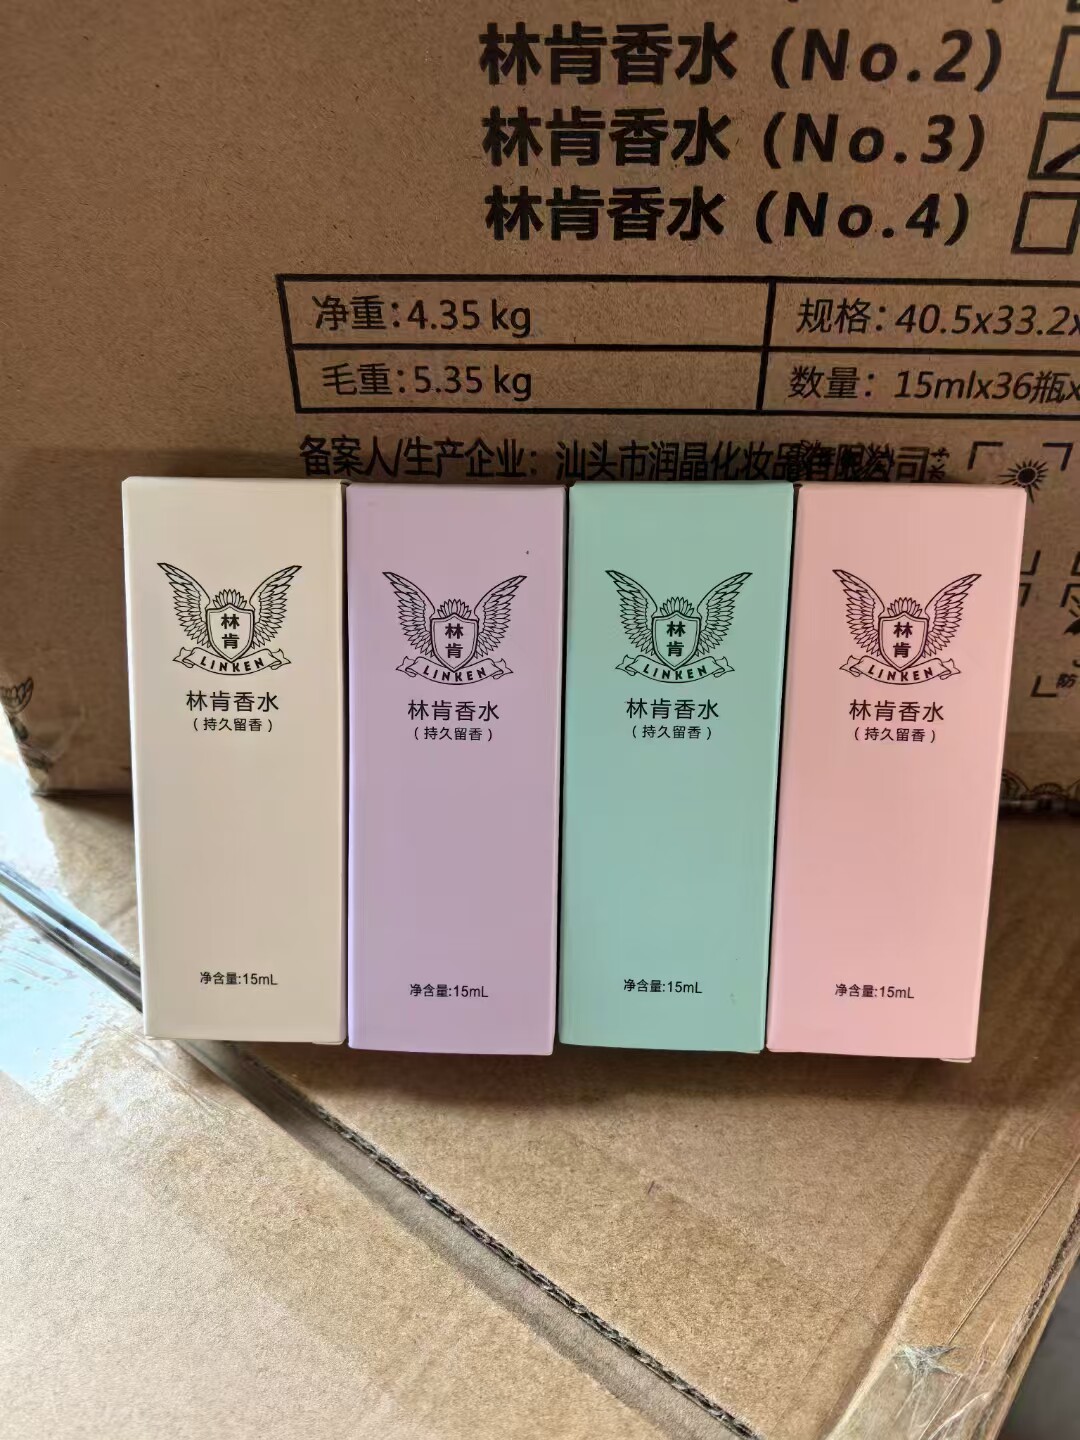 林肯香水 (No.2)
林肯香水 (No.3)
林肯香水 (No.4)
净重:4.35 kg
规格: 40.5x33.2x
毛重:5.35 kg
数量: 15mlx36瓶x
备案人/生产企业: 汕头市润晶化妆品有限公司
防
林肯
LINKEN
林肯香水
(持久留香)
净含量:15mL
林肯
LINKEN
林肯香水
(持久留香)
净含量:15mL
林肯
LINKEN
林肯香水
(持久留香)
净含量:15mL
林肯
LINKEN
林肯香水
(持久留香)
净含量:15mL